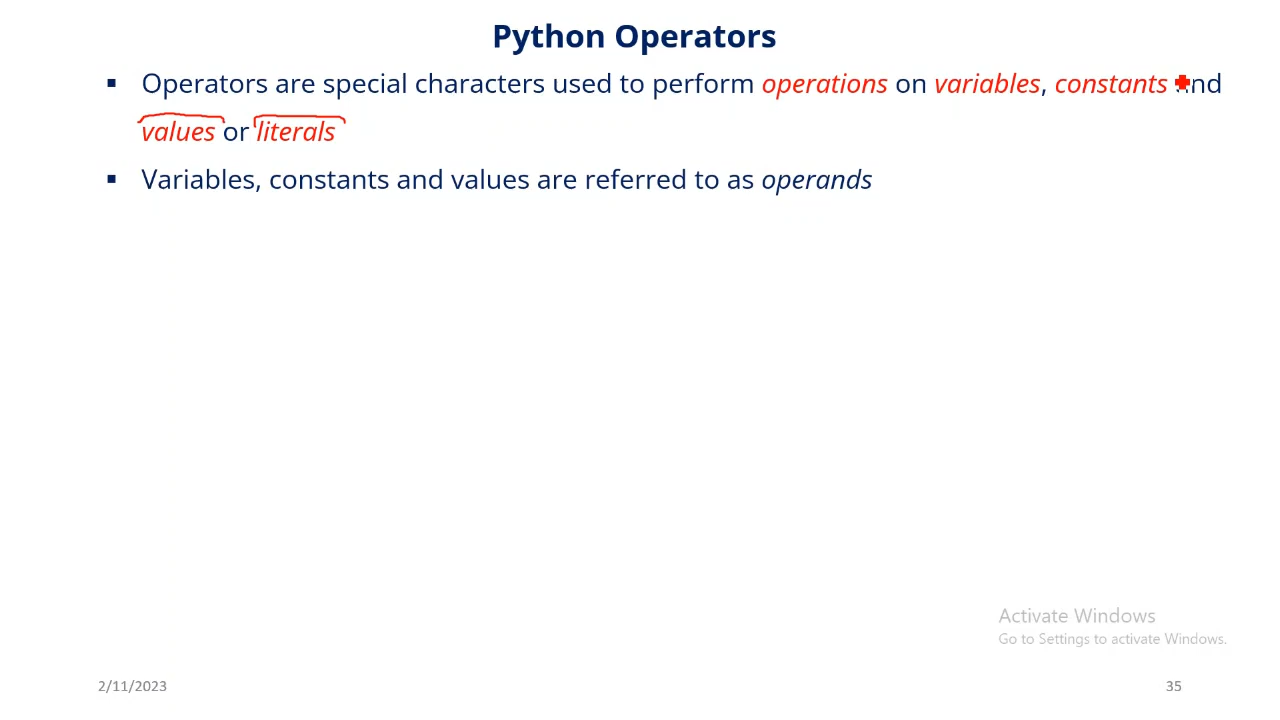 Python Operators
▪ Operators are special characters used to perform operations on variables, constants and
values or literals
▪ Variables, constants and values are referred to as operands
Activate Windows
Go to Settings to activate Windows.
2/11/2023
35